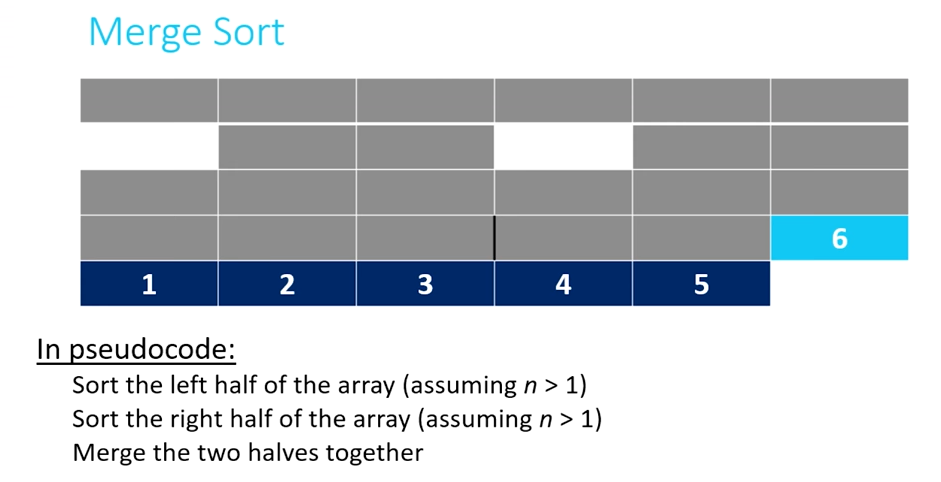 Merge Sort
6
1 2 3 4 5
In pseudocode:
Sort the left half of the array (assuming n > 1)
Sort the right half of the array (assuming n > 1)
Merge the two halves together